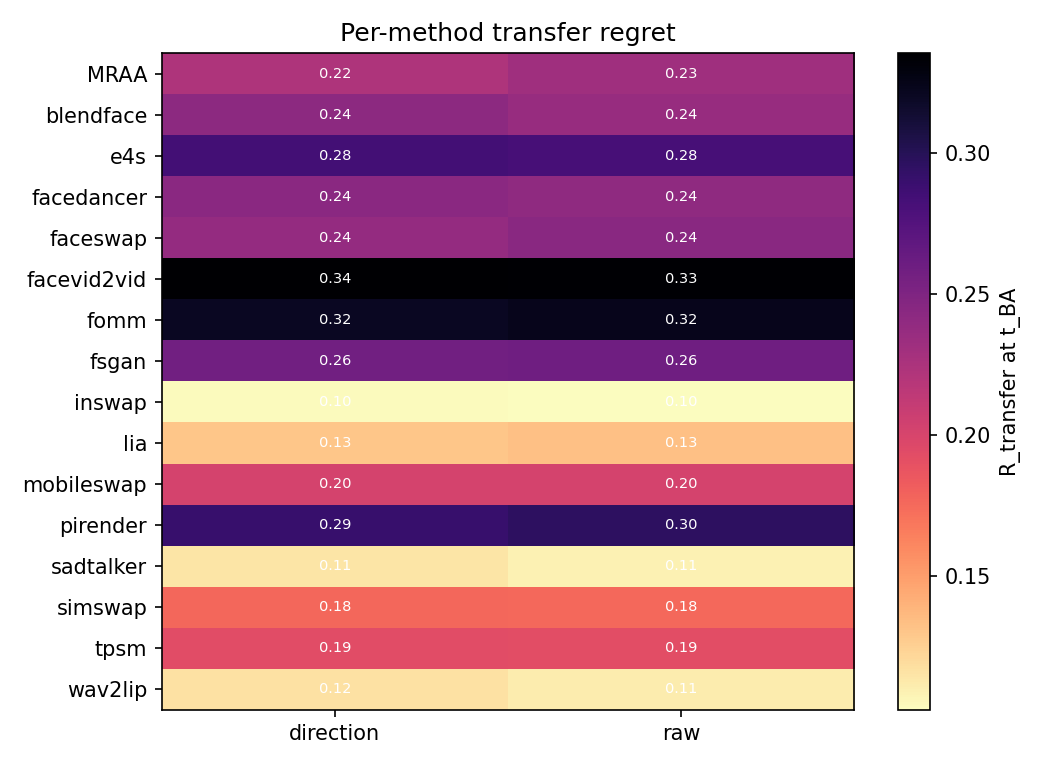 Per-method transfer regret
MRAA 0.22 0.23
blendface 0.24 0.24
e4s 0.28 0.28
facedancer 0.24 0.24
faceswap 0.24 0.24
facevid2vid 0.34 0.33
fomm 0.32 0.32
fsgan 0.26 0.26
inswap 0.10 0.10
lia 0.13 0.13
mobileswap 0.20 0.20
pirender 0.29 0.30
sadtalker 0.11 0.11
simswap 0.18 0.18
tpsm 0.19 0.19
wav2lip 0.12 0.11
direction raw
0.30
0.25
0.20
0.15
R_transfer at t_BA